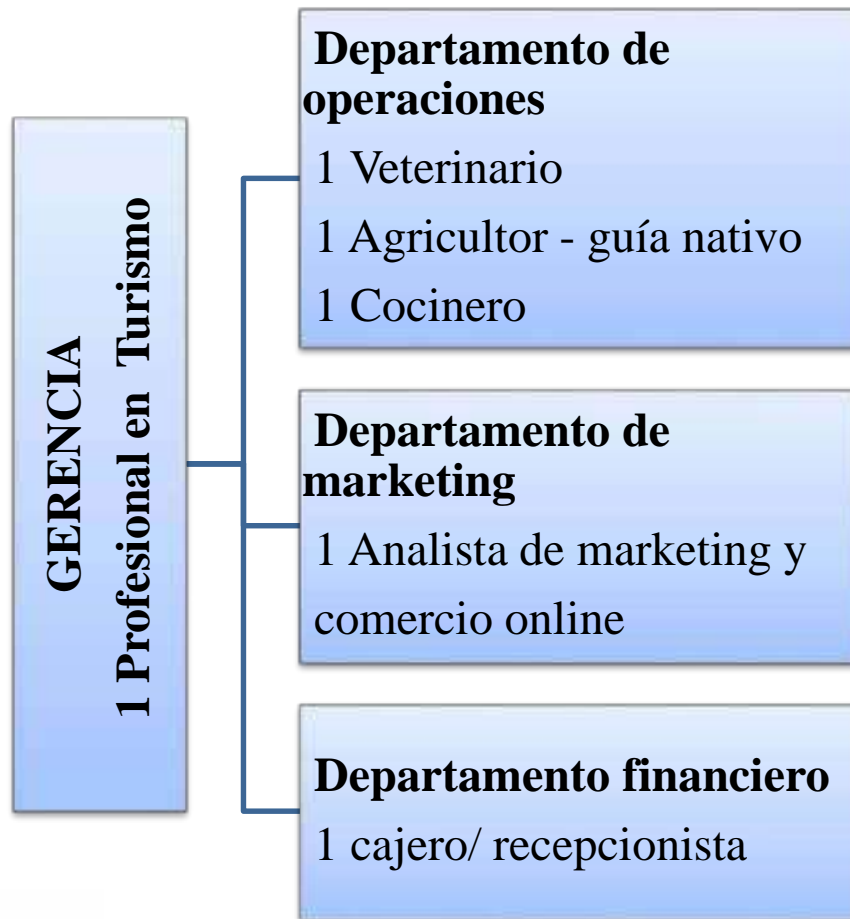 GERENCIA
1 Profesional en Turismo
Departamento de
operaciones
1 Veterinario
1 Agricultor - guía nativo
1 Cocinero
Departamento de
marketing
1 Analista de marketing y
comercio online
Departamento financiero
1 cajero/ recepcionista